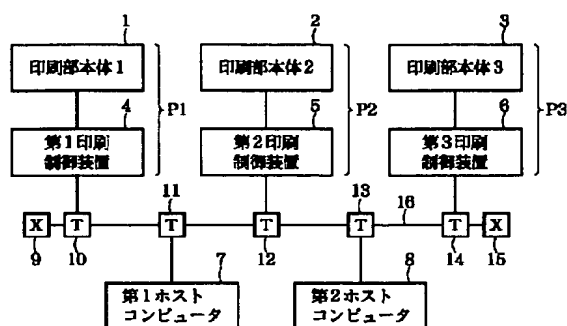 1
2
3
印刷部本体1
印刷部本体2
印刷部本体3
P1
P2
P3
4
5
6
第1印刷
制御装置
第2印刷
制御装置
第3印刷
制御装置
11
13
16
X
T
T
T
T
T
X
9
10
12
14
15
7
8
第1ホスト
コンピュータ
第2ホスト
コンピュータ